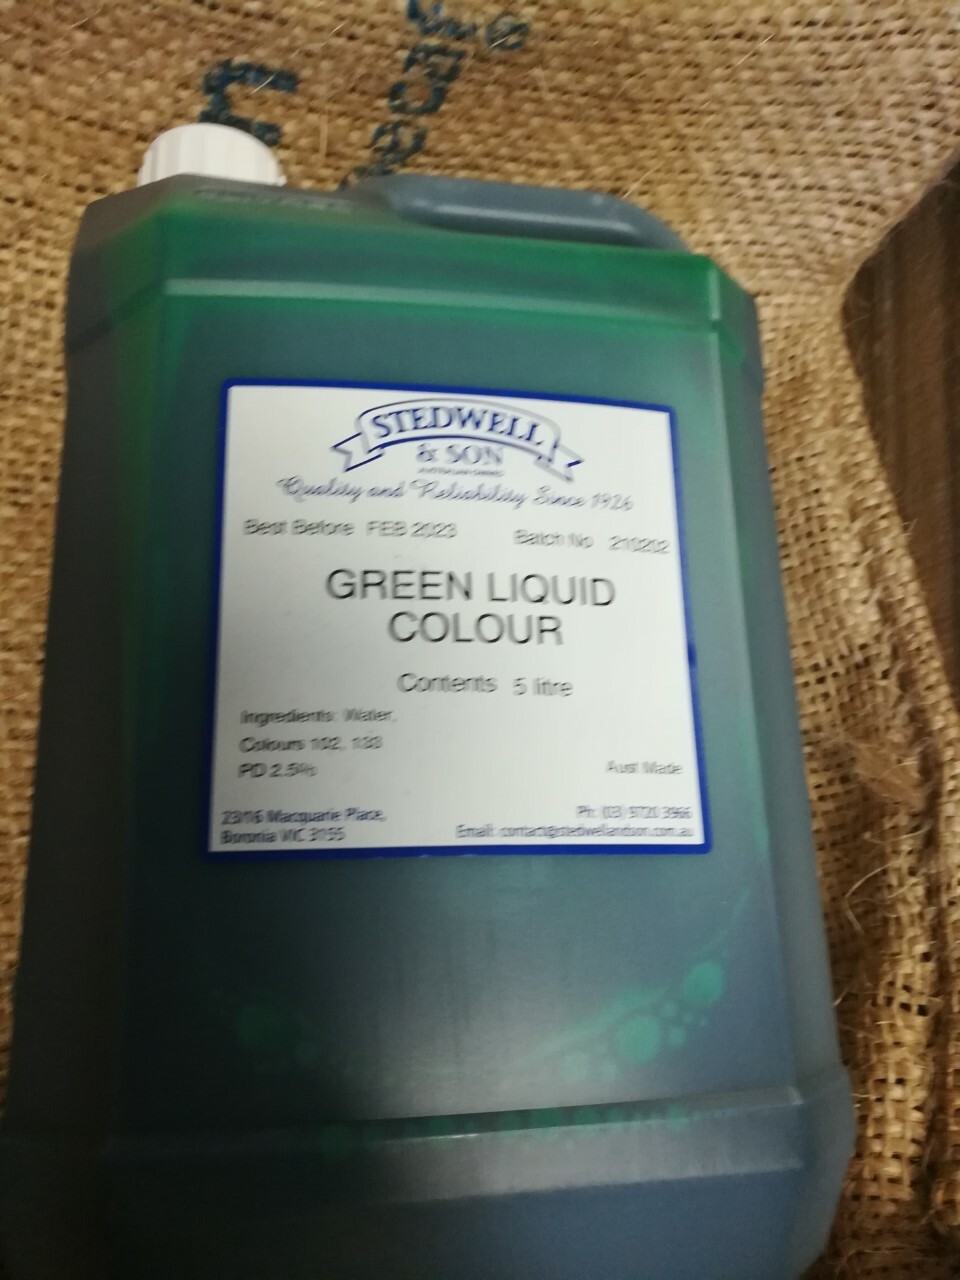 STEDWELL
& SON
Quality and Reliability Since 1926
Best Before FEB 2023 Batch No 210202
GREEN LIQUID
COLOUR
Contents 5 litre
Ingredients: Water,
Colours 102, 133
PD 2.5%
Aust Made
23/16 Macquarie Place,
Boronia VIC 3155
Ph: (03) 9720 3966
Email: contact@stedwellandson.com.au